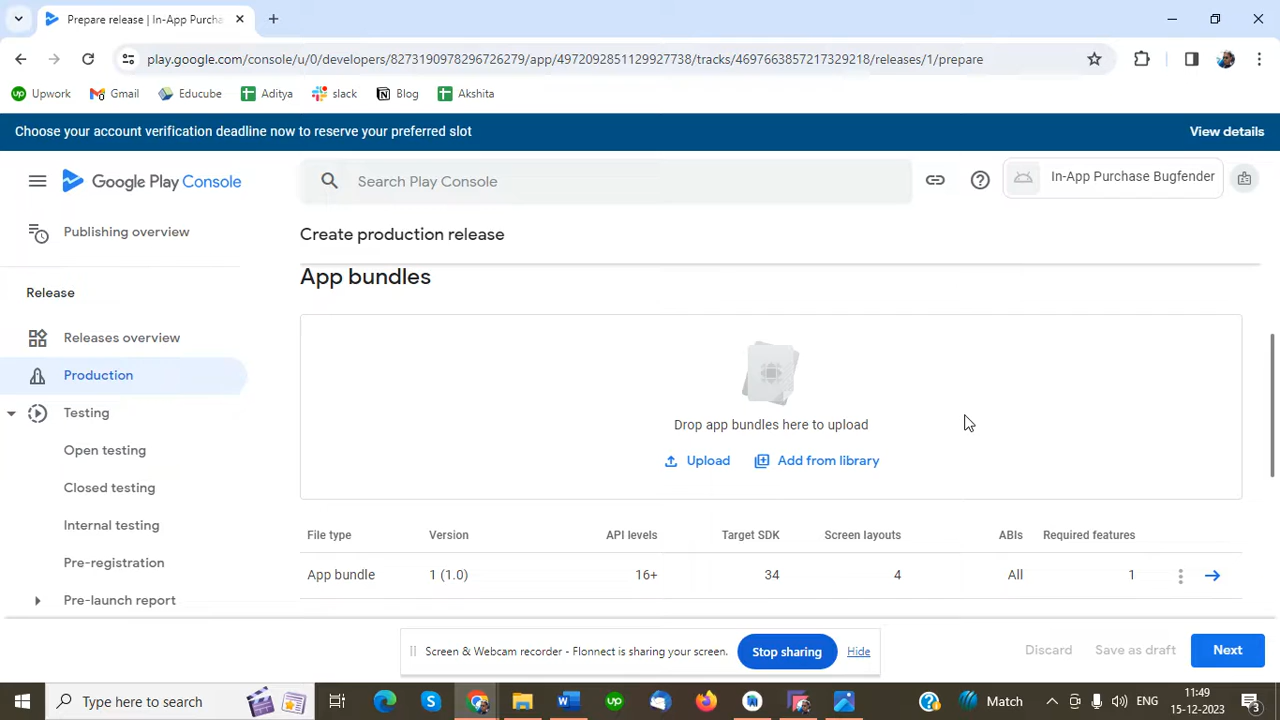 Prepare release | In-App Purcha
play.google.com/console/u/0/developers/8273190978296726279/app/4972092851129927738/tracks/4697663857217329218/releases/1/prepare
Upwork Gmail Educube Aditya slack Blog Akshita
Choose your account verification deadline now to reserve your preferred slot View details
Google Play Console Search Play Console In-App Purchase Bugfender
Publishing overview
Create production release
App bundles
Release
Releases overview
Production
Testing
Drop app bundles here to upload
Open testing
Upload Add from library
Closed testing
Internal testing
File type Version API levels Target SDK Screen layouts ABIs Required features
Pre-registration
App bundle 1 (1.0) 16+ 34 4 All 1
Pre-launch report
Screen & Webcam recorder - Flonnect is sharing your screen. Stop sharing Hide
Discard Save as draft Next
Type here to search
Match
ENG
11:49
15-12-2023
3